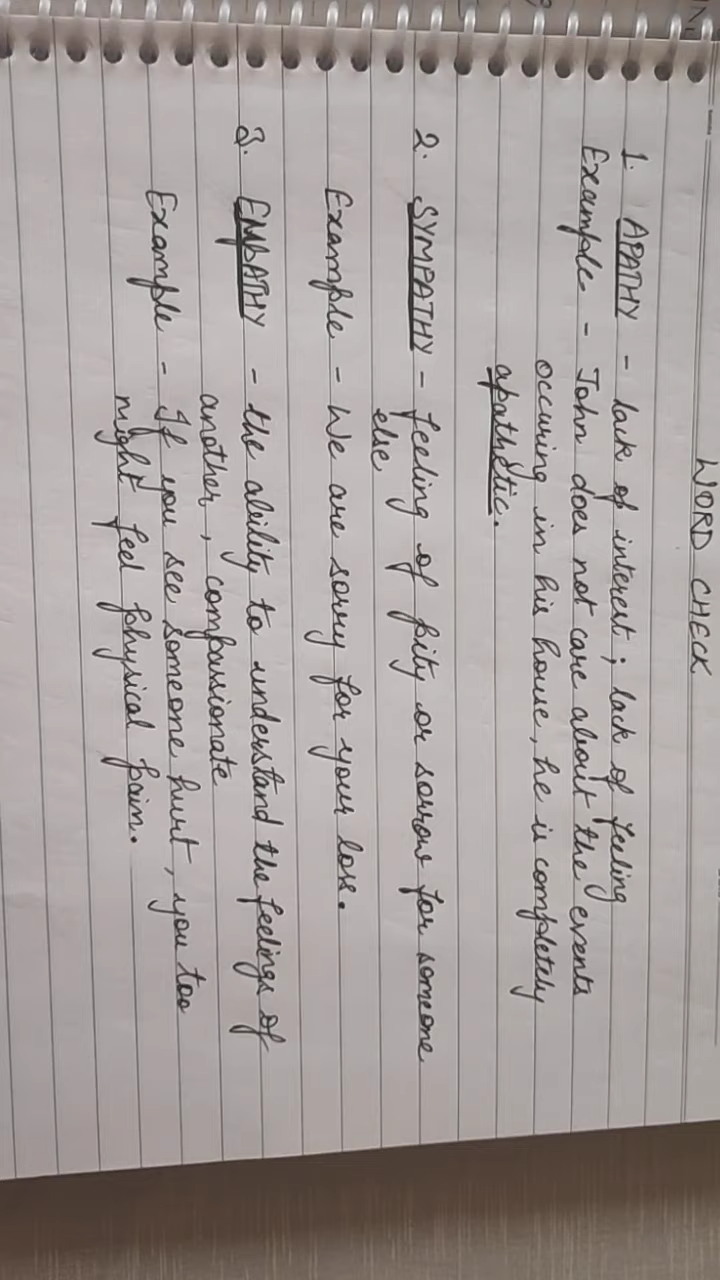 WORD CHECK
1. APATHY - lack of interest ; lack of feeling
Example - John does not care about the events
occuring in his house, he is completely
apathetic.
2. SYMPATHY - feeling of pity or sorrow for someone
else
Example - We are sorry for your loss.
3. EMPATHY - the ability to understand the feelings of
another, compassionate
Example - If you see someone hurt, you too
might feel physical pain.